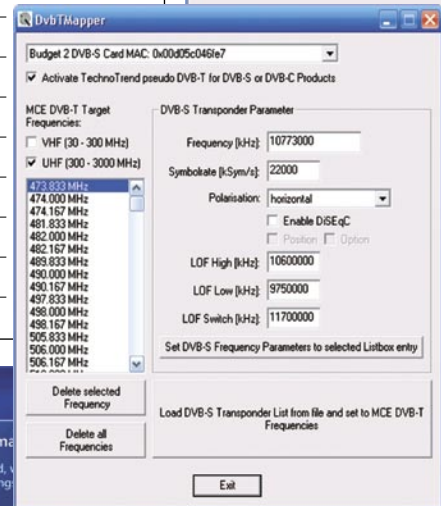 DvbTMapper
Budget 2 DVB-S Card MAC: 0x00d05c046fe7
Activate TechnoTrend pseudo DVB-T for DVB-S or DVB-C Products
MCE DVB-T Target
Frequencies:
VHF (30 - 300 MHz)
UHF (300 - 3000 MHz)
473.833 MHz
474.000 MHz
474.167 MHz
481.833 MHz
482.000 MHz
482.167 MHz
489.833 MHz
490.000 MHz
490.167 MHz
497.833 MHz
498.000 MHz
498.167 MHz
505.833 MHz
506.000 MHz
506.167 MHz
Delete selected
Frequency
Delete all
Frequencies
DVB-S Transponder Parameter
Frequency [kHz]: 10773000
Symbolrate [kSym/s]: 22000
Polarisation: horizontal
Enable DiSEqC
Position Option
LOF High [kHz]: 10600000
LOF Low [kHz]: 9750000
LOF Switch [kHz]: 11700000
Set DVB-S Frequency Parameters to selected Listbox entry
Load DVB-S Transponder List from file and set to MCE DVB-T
Frequencies
Exit